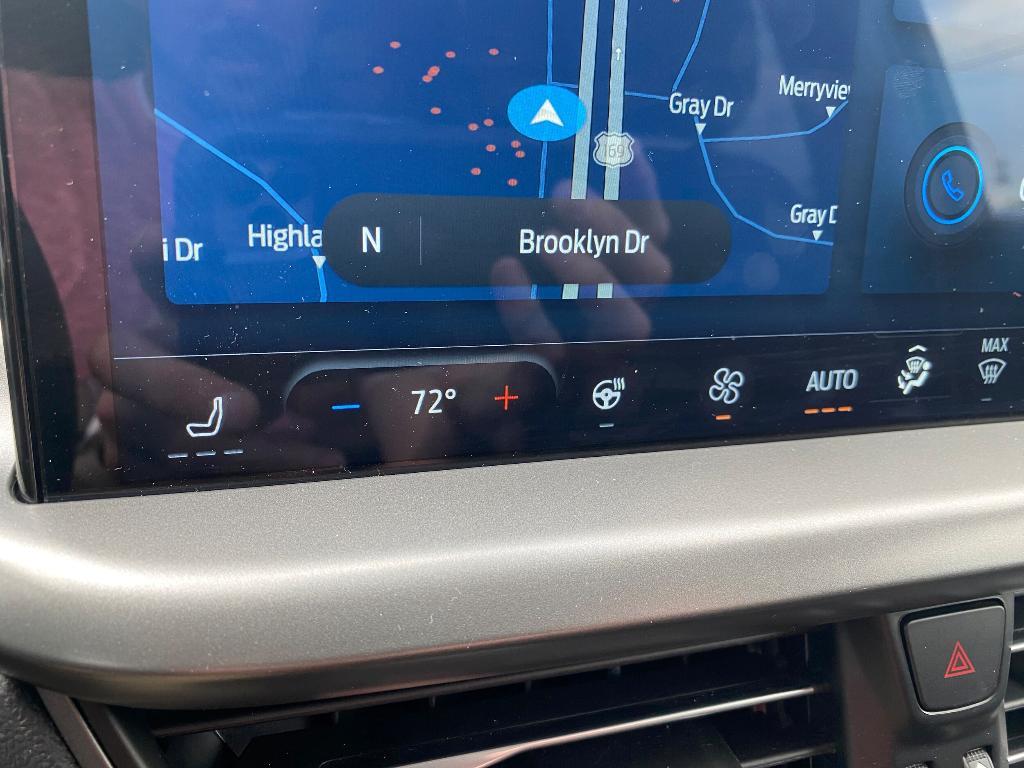 Merryvie
Gray Dr
169
Gray D
i Dr
Highla
N
Brooklyn Dr
72°
AUTO
MAX